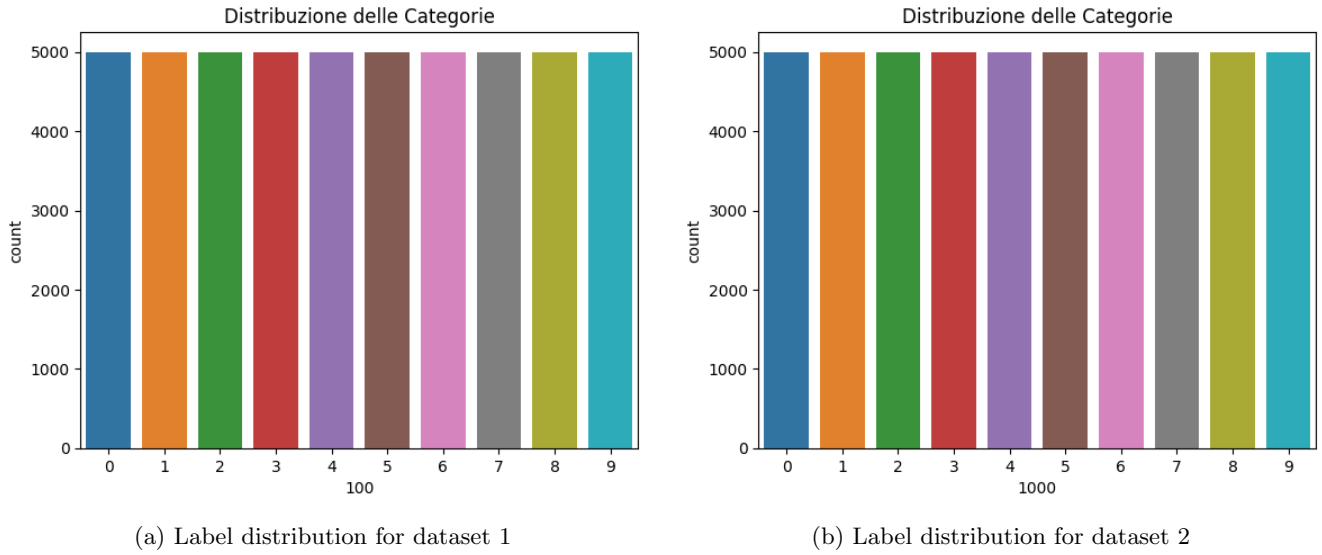 Distribuzione delle Categorie
5000
4000
3000
2000
1000
0
count
0 1 2 3 4 5 6 7 8 9
100
(a) Label distribution for dataset 1
Distribuzione delle Categorie
5000
4000
3000
2000
1000
0
count
0 1 2 3 4 5 6 7 8 9
1000
(b) Label distribution for dataset 2